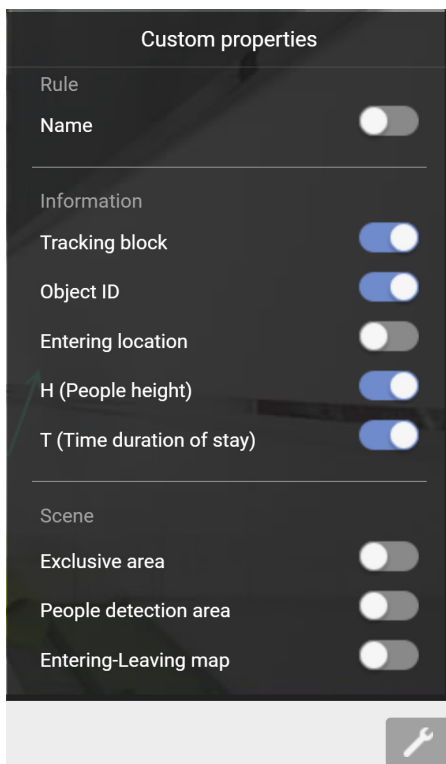 Custom properties
Rule
Name
Information
Tracking block
Object ID
Entering location
H (People height)
T (Time duration of stay)
Scene
Exclusive area
People detection area
Entering-Leaving map